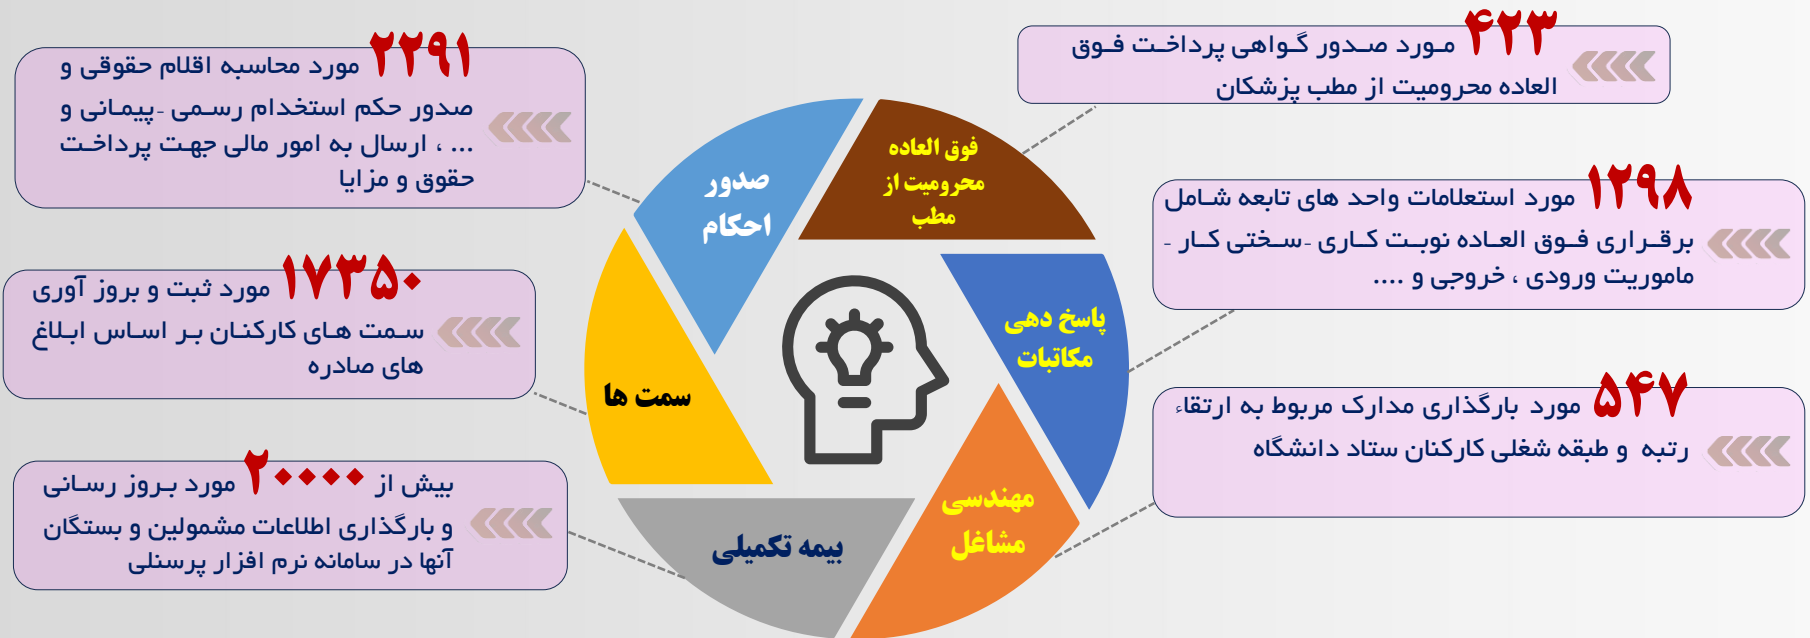 ۴۲۳ مورد صدور گواهی پرداخت فوق
العاده محرومیت از مطب پزشکان
۱۲۹۸ مورد استعلامات واحد های تابعه شامل
برقراری فوق العاده نوبت کاری -سختی کار -
ماموریت ورودی ، خروجی و ....
۵۴۷ مورد بارگذاری مدارک مربوط به ارتقاء
رتبه و طبقه شغلی کارکنان ستاد دانشگاه
فوق العاده
محرومیت از
مطب
پاسخ دهی
مکاتبات
مهندسی
مشاغل
بیمه تکمیلی
سمت ها
صدور
احکام
۲۲۹۱ مورد محاسبه اقلام حقوقی و
صدور حکم استخدام رسمی -پیمانی و
... ، ارسال به امور مالی جهت پرداخت
حقوق و مزایا
۱۷۳۵۰ مورد ثبت و بروز آوری
سمت های کارکنان بر اساس ابلاغ
های صادره
بیش از ۲۰۰۰۰ مورد بروز رسانی
و بارگذاری اطلاعات مشمولین و بستگان
آنها در سامانه نرم افزار پرسنلی